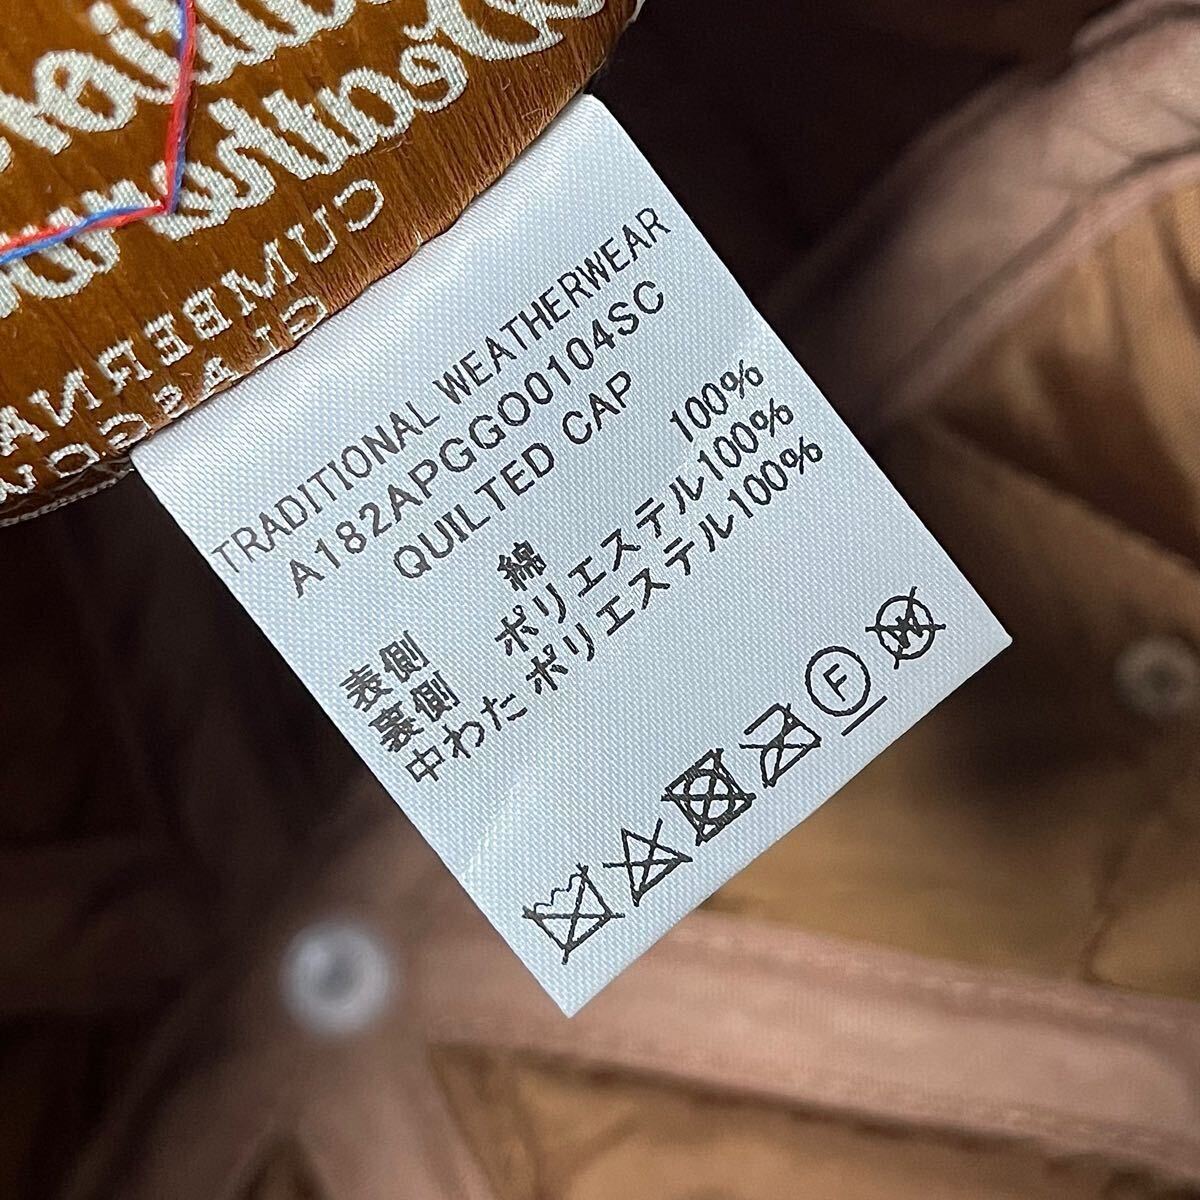 TRADITIONAL WEATHERWEAR
A182APGGO0104SC
QUILTED CAP
表側 綿 100%
裏側 ポリエステル100%
中わた ポリエステル100%
F
W
CUMBERNA